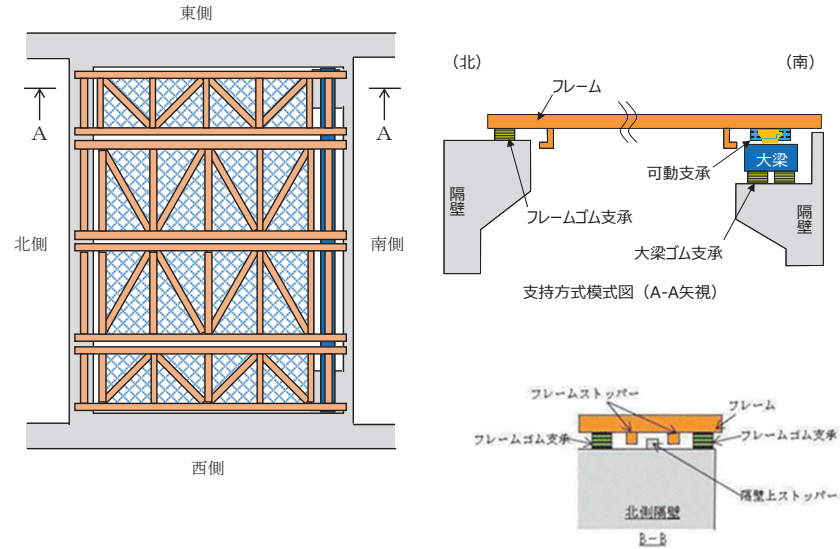 東側
A
A
北側
南側
西側
(北)
(南)
フレーム
可動支承
大梁
隔壁
フレームゴム支承
隔壁
大梁ゴム支承
支持方式模式図（A-A矢視）
フレームストッパー
フレーム
フレームゴム支承
フレームゴム支承
隔壁上ストッパー
北側隔壁
B-B